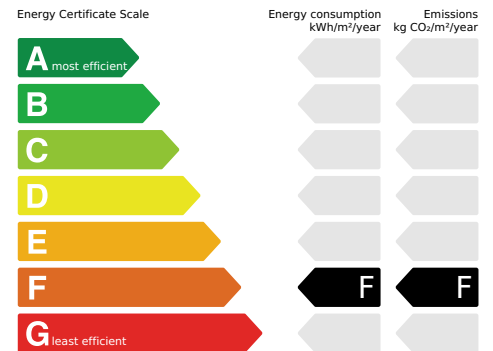 Energy Certificate Scale
Energy consumption
kWh/m²/year
Emissions
kg CO₂/m²/year
A most efficient
B
C
D
E
F F F
G least efficient